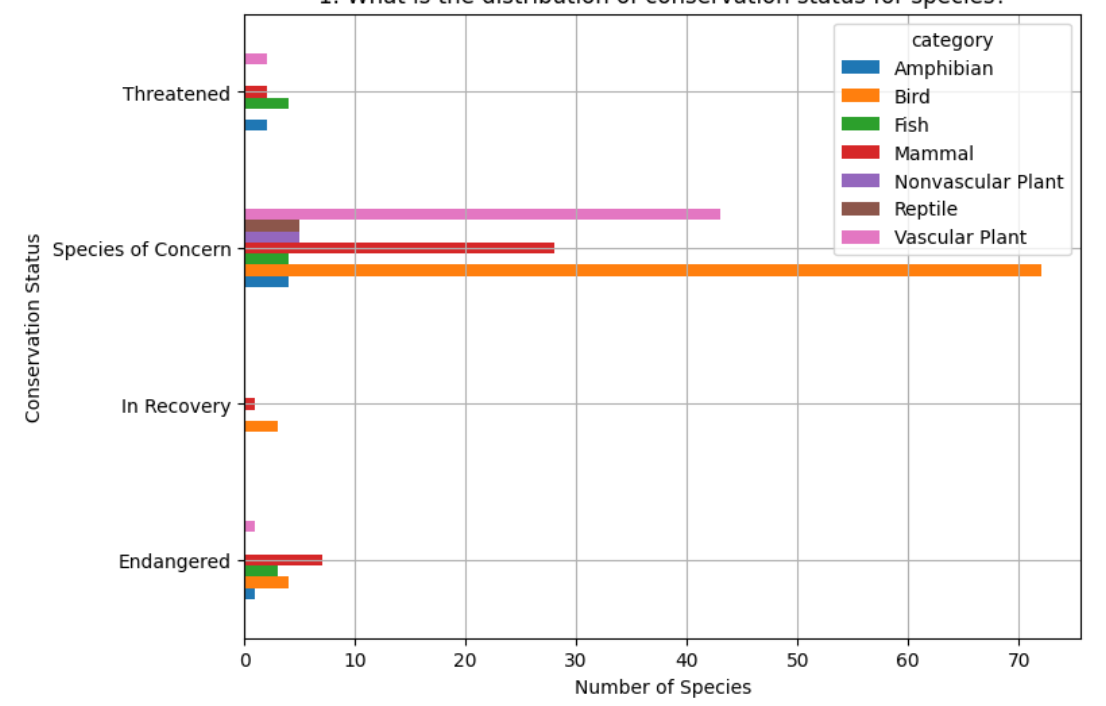 1. What is the distribution of conservation status for species?
category
Amphibian
Bird
Fish
Mammal
Nonvascular Plant
Reptile
Vascular Plant
Threatened
Species of Concern
In Recovery
Endangered
Conservation Status
0 10 20 30 40 50 60 70
Number of Species